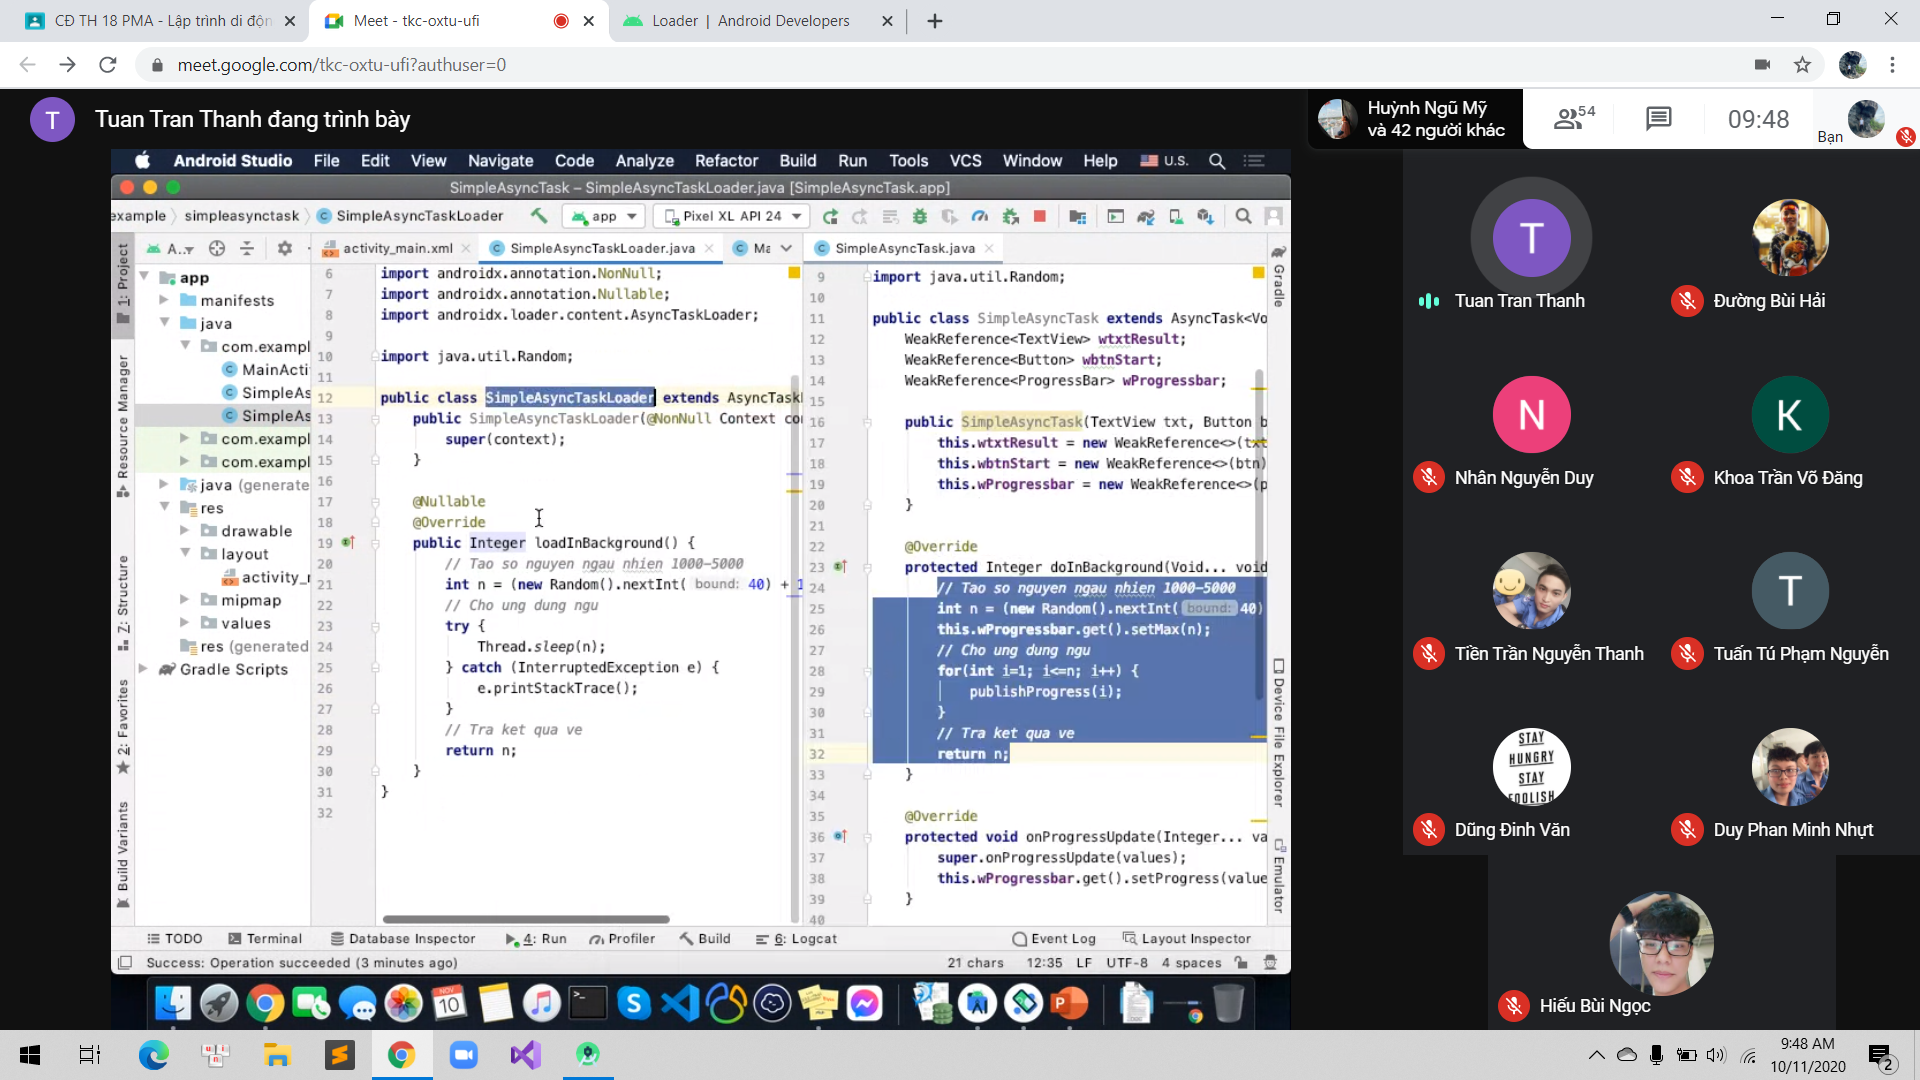 CĐ TH 18 PMA - Lập trình di độn
Meet - tkc-oxtu-ufi
Loader | Android Developers
meet.google.com/tkc-oxtu-ufi?authuser=0
T
Tuan Tran Thanh đang trình bày
Huỳnh Ngũ Mỹ
và 42 người khác
54
09:48
Bạn
Android Studio File Edit View Navigate Code Analyze Refactor Build Run Tools VCS Window Help U.S.
SimpleAsyncTask – SimpleAsyncTaskLoader.java [SimpleAsyncTask.app]
example simpleasynctask SimpleAsyncTaskLoader app Pixel XL API 24
A..
activity_main.xml SimpleAsyncTaskLoader.java Ma SimpleAsyncTask.java
1: Project
Resource Manager
Z: Structure
2: Favorites
Build Variants
app
manifests
java
com.exampl
MainActi
SimpleAs
SimpleAs
com.exampl
com.exampl
java (generate
res
drawable
layout
activity_
mipmap
values
res (generated
Gradle Scripts
6 import androidx.annotation.NonNull;
7 import androidx.annotation.Nullable;
8 import androidx.loader.content.AsyncTaskLoader;
9
10 import java.util.Random;
11
12 public class SimpleAsyncTaskLoader extends AsyncTaskL
13 public SimpleAsyncTaskLoader(@NonNull Context co
14 super(context);
15 }
16
17 @Nullable
18 @Override
19 public Integer loadInBackground() {
20 // Tao so nguyen ngau nhien 1000-5000
21 int n = (new Random().nextInt( bound: 40) + 1
22 // Cho ung dung ngu
23 try {
24 Thread.sleep(n);
25 } catch (InterruptedException e) {
26 e.printStackTrace();
27 }
28 // Tra ket qua ve
29 return n;
30 }
31 }
32
9 import java.util.Random;
10
11 public class SimpleAsyncTask extends AsyncTask<Vo
12 WeakReference<TextView> wtxtResult;
13 WeakReference<Button> wbtnStart;
14 WeakReference<ProgressBar> wProgressbar;
15
16 public SimpleAsyncTask(TextView txt, Button b
17 this.wtxtResult = new WeakReference<>(txt
18 this.wbtnStart = new WeakReference<>(btn)
19 this.wProgressbar = new WeakReference<>(p
20 }
21
22 @Override
23 protected Integer doInBackground(Void... void
24 // Tao so nguyen ngau nhien 1000-5000
25 int n = (new Random().nextInt( bound: 40)
26 this.wProgressbar.get().setMax(n);
27 // Cho ung dung ngu
28 for(int i=1; i<=n; i++) {
29 publishProgress(i);
30 }
31 // Tra ket qua ve
32 return n;
33 }
34
35 @Override
36 protected void onProgressUpdate(Integer... va
37 super.onProgressUpdate(values);
38 this.wProgressbar.get().setProgress(value
39 }
40
Gradle
Device File Explorer
Emulator
TODO Terminal Database Inspector 4: Run Profiler Build 6: Logcat Event Log Layout Inspector
Success: Operation succeeded (3 minutes ago) 21 chars 12:35 LF UTF-8 4 spaces
NOV
10
T
Tuan Tran Thanh
Đường Bùi Hải
N
Nhân Nguyễn Duy
K
Khoa Trần Võ Đăng
Tiền Trần Nguyễn Thanh
T
Tuấn Tú Phạm Nguyễn
STAY
HUNGRY
STAY
FOOLISH
Dũng Đinh Văn
Duy Phan Minh Nhựt
Hiếu Bùi Ngọc
9:48 AM
10/11/2020
2